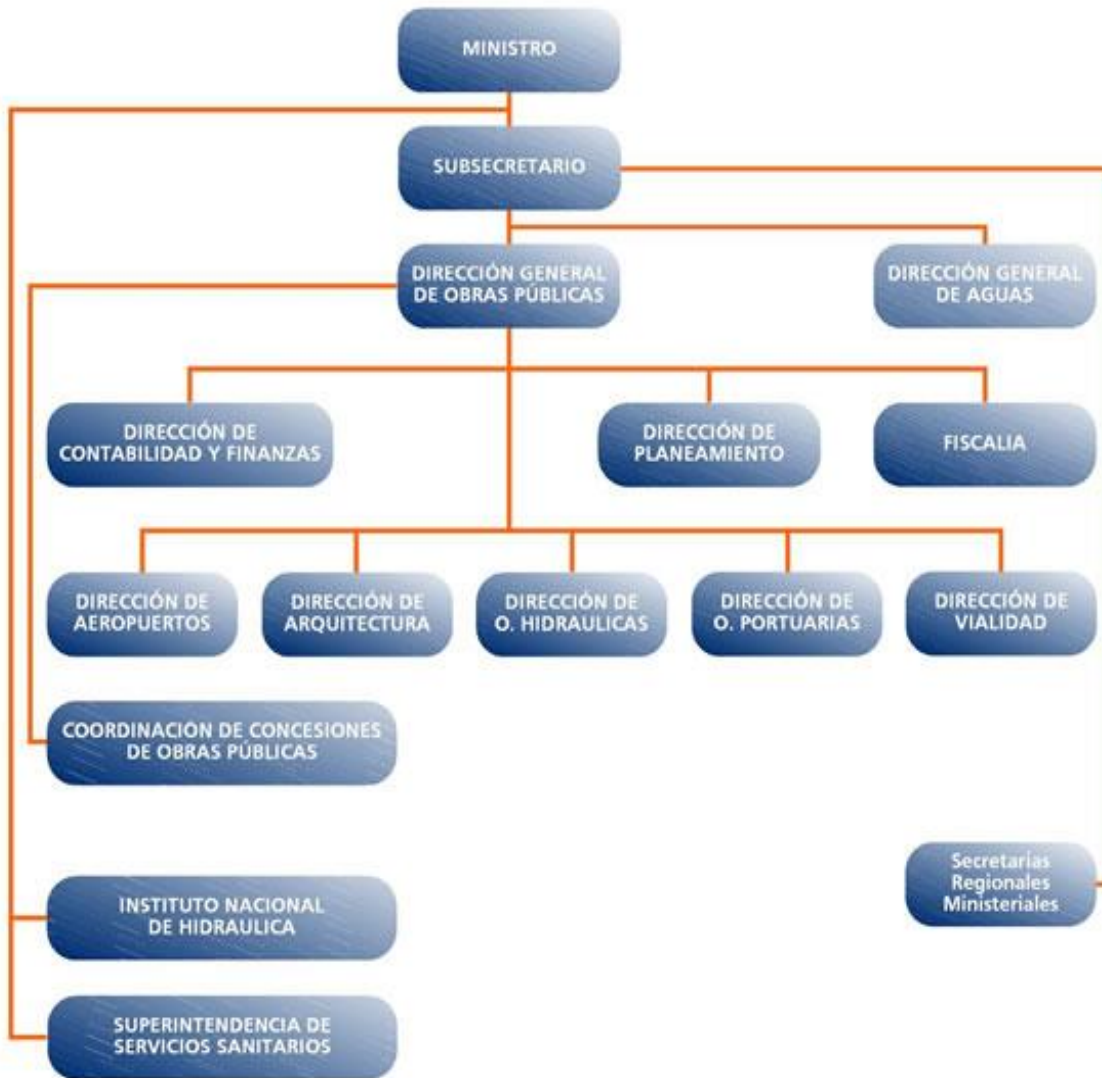 MINISTRO
SUBSECRETARIO
DIRECCIÓN GENERAL
DE OBRAS PÚBLICAS
DIRECCIÓN GENERAL
DE AGUAS
DIRECCIÓN DE
CONTABILIDAD Y FINANZAS
DIRECCIÓN DE
PLANEAMIENTO
FISCALIA
DIRECCIÓN DE
AEROPUERTOS
DIRECCIÓN DE
ARQUITECTURA
DIRECCIÓN DE
O. HIDRAULICAS
DIRECCIÓN DE
O. PORTUARIAS
DIRECCIÓN DE
VIALIDAD
COORDINACIÓN DE CONCESIONES
DE OBRAS PÚBLICAS
Secretarías
Regionales
Ministeriales
INSTITUTO NACIONAL
DE HIDRAULICA
SUPERINTENDENCIA DE
SERVICIOS SANITARIOS